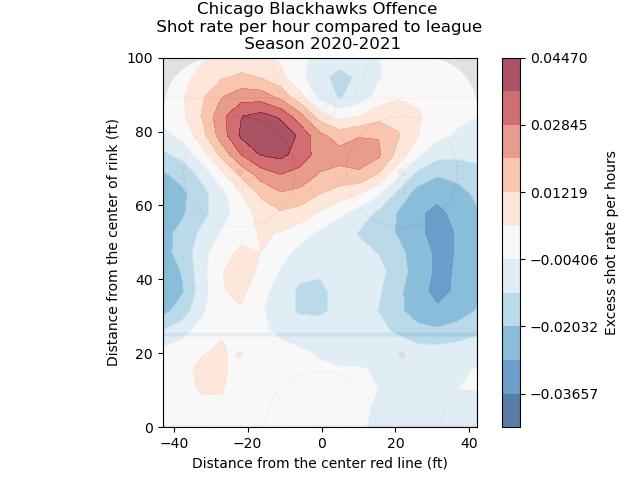 Chicago Blackhawks Offence
Shot rate per hour compared to league
Season 2020-2021
100
80
60
40
20
0
Distance from the center of rink (ft)
−40
−20
0
20
40
Distance from the center red line (ft)
0.04470
0.02845
0.01219
−0.00406
−0.02032
−0.03657
Excess shot rate per hours